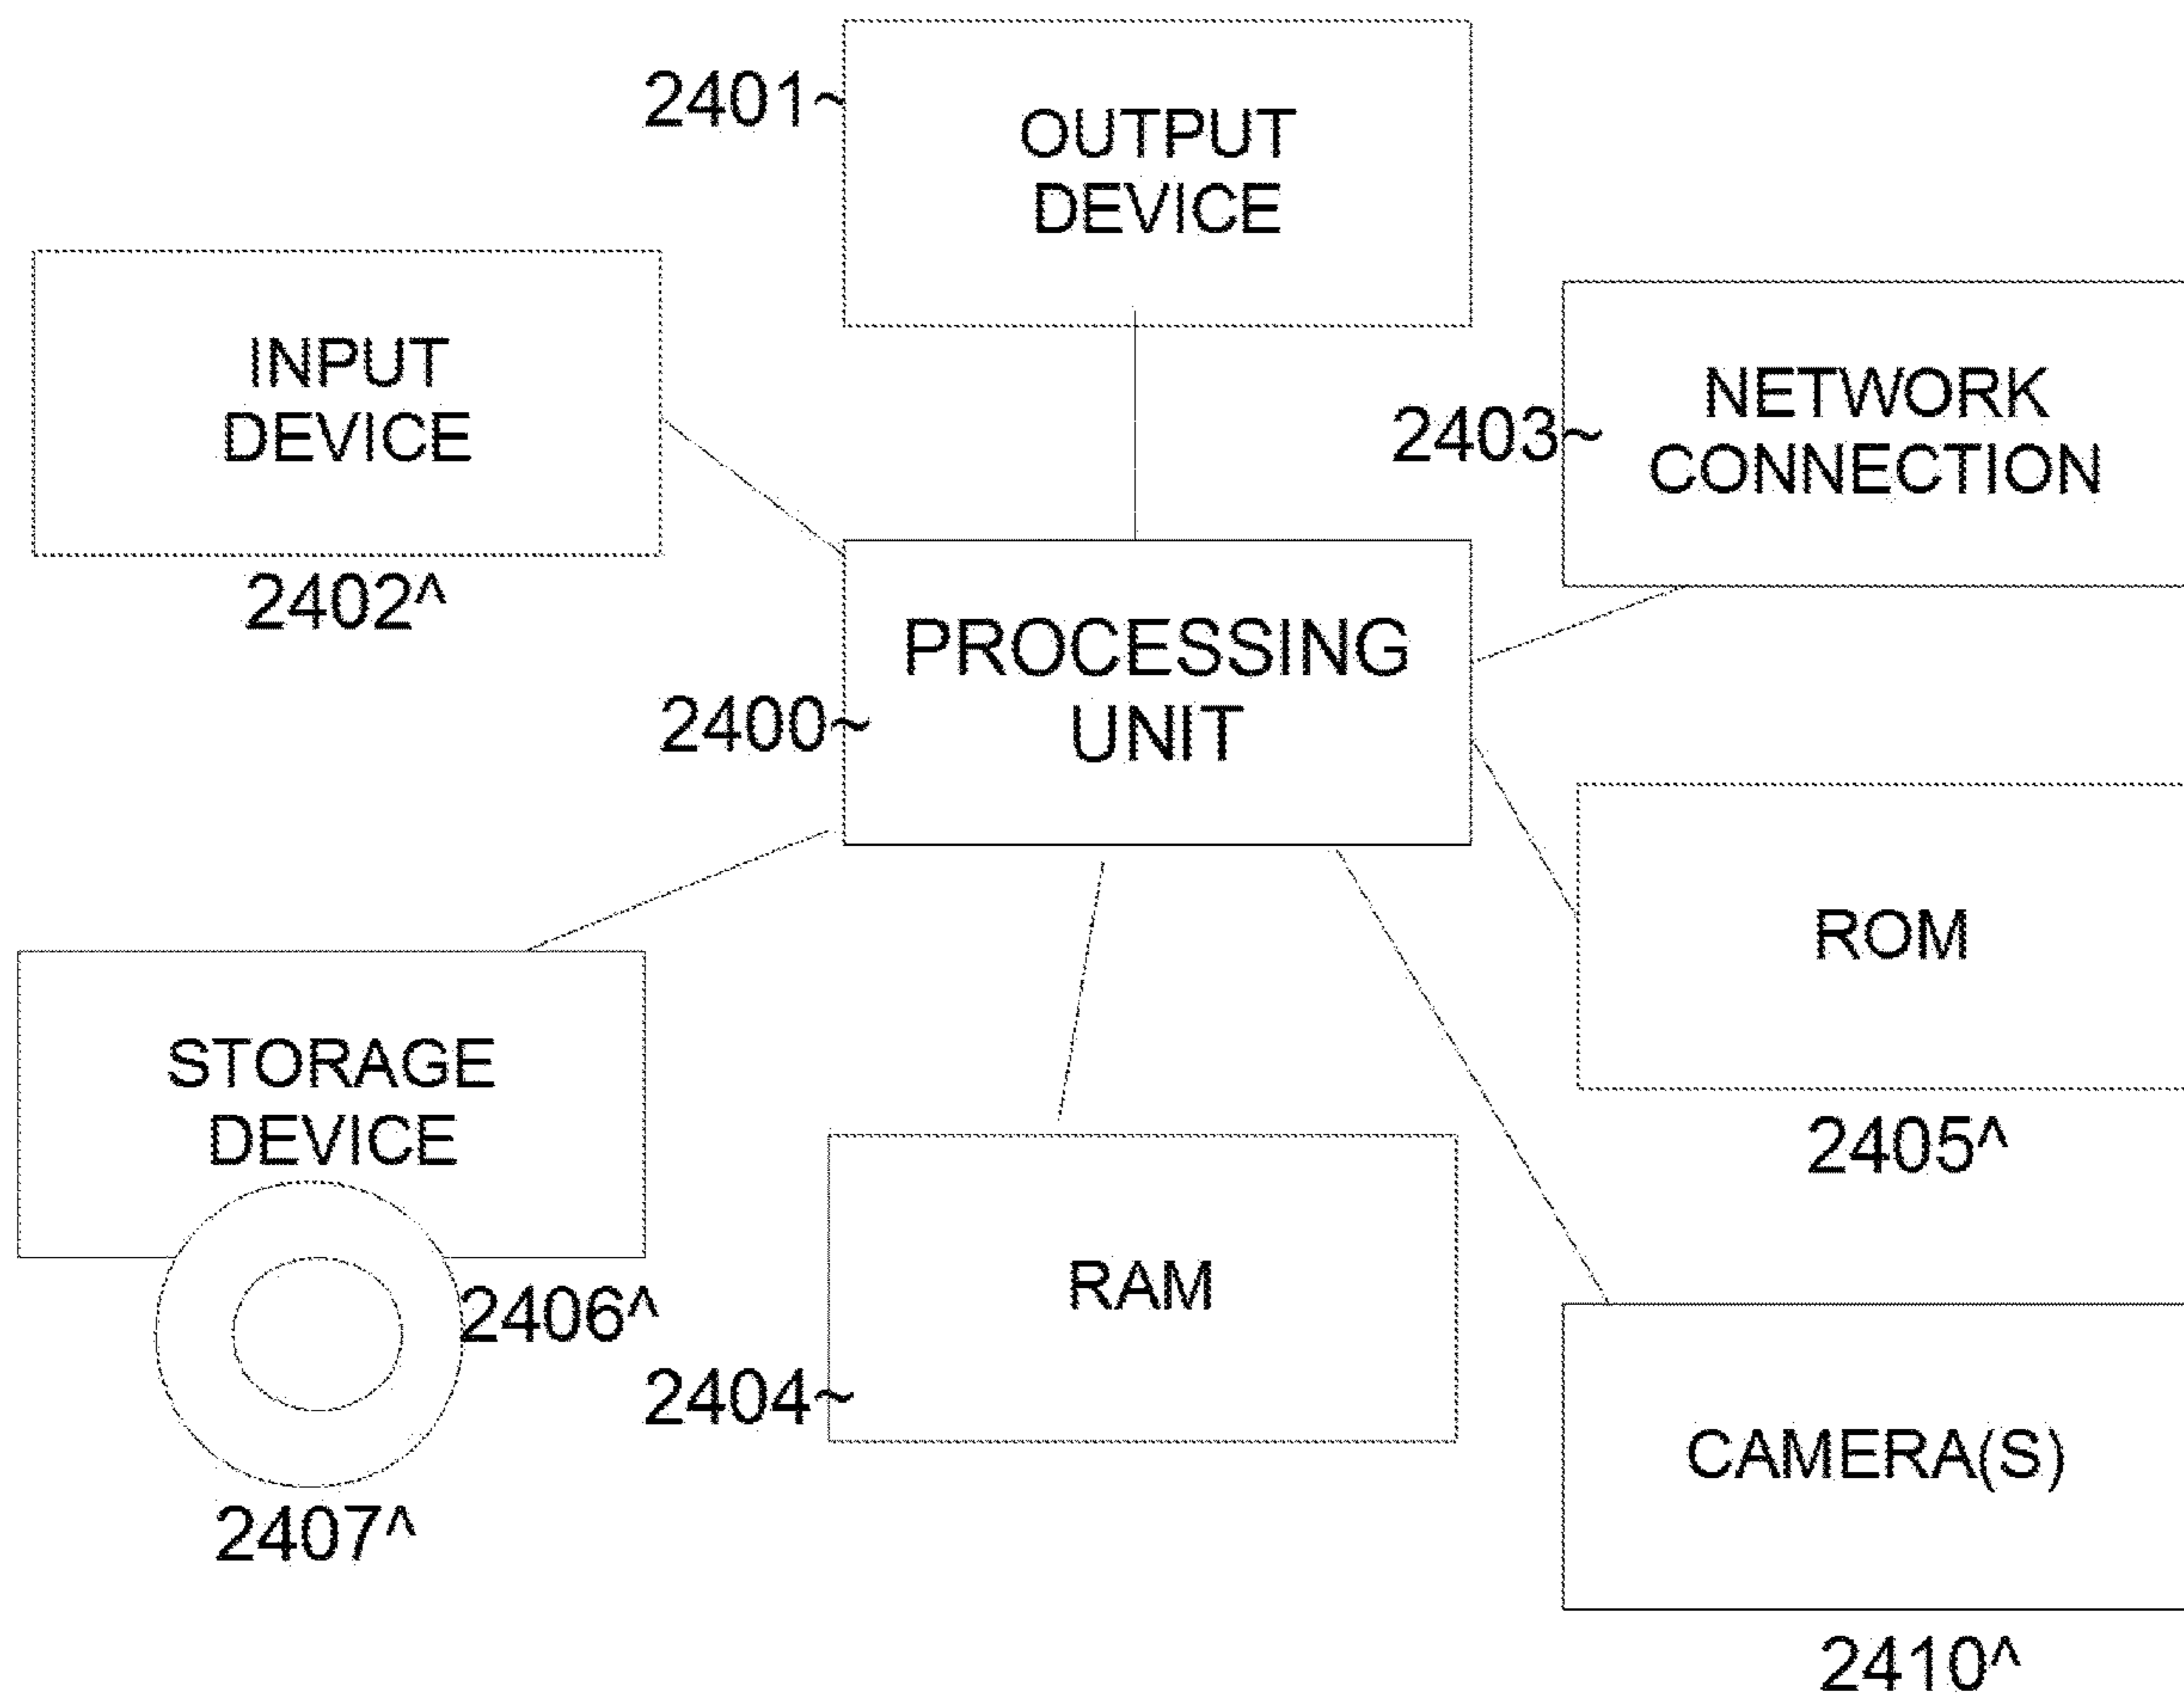 2401~
OUTPUT
DEVICE
INPUT
DEVICE
2402^
NETWORK
CONNECTION
2403~
PROCESSING
UNIT
2400~
ROM
2405^
STORAGE
DEVICE
2406^
2407^
RAM
2404~
CAMERA(S)
2410^